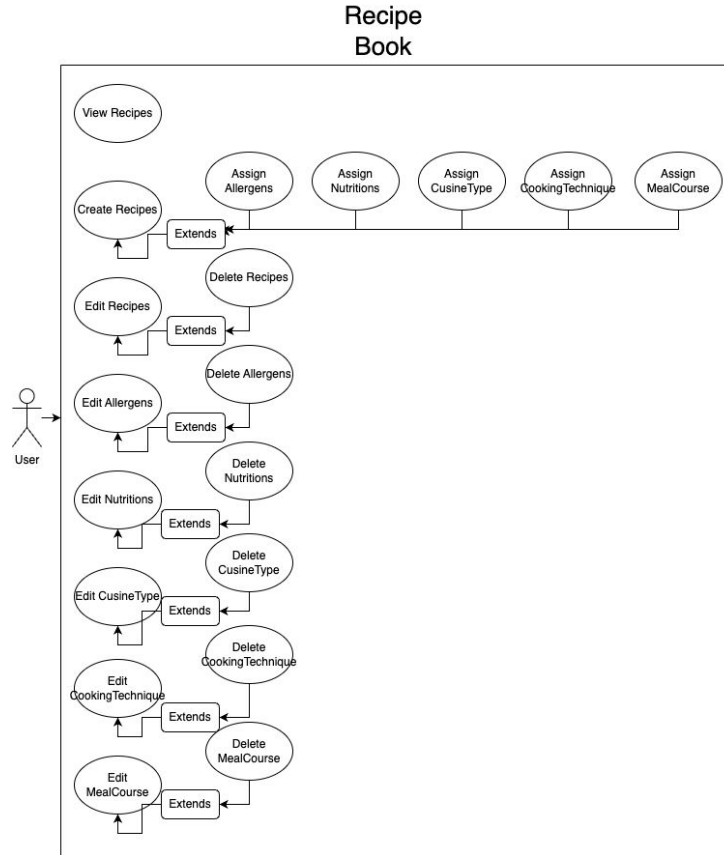 Recipe
Book
View Recipes
Assign
Allergens
Assign
Nutritions
Assign
CusineType
Assign
CookingTechnique
Assign
MealCourse
Create Recipes
Extends
Delete Recipes
Edit Recipes
Extends
Delete Allergens
Edit Allergens
Extends
User
Delete
Nutritions
Edit Nutritions
Extends
Delete
CusineType
Edit CusineType
Extends
Delete
CookingTechnique
Edit
CookingTechnique
Extends
Delete
MealCourse
Edit
MealCourse
Extends